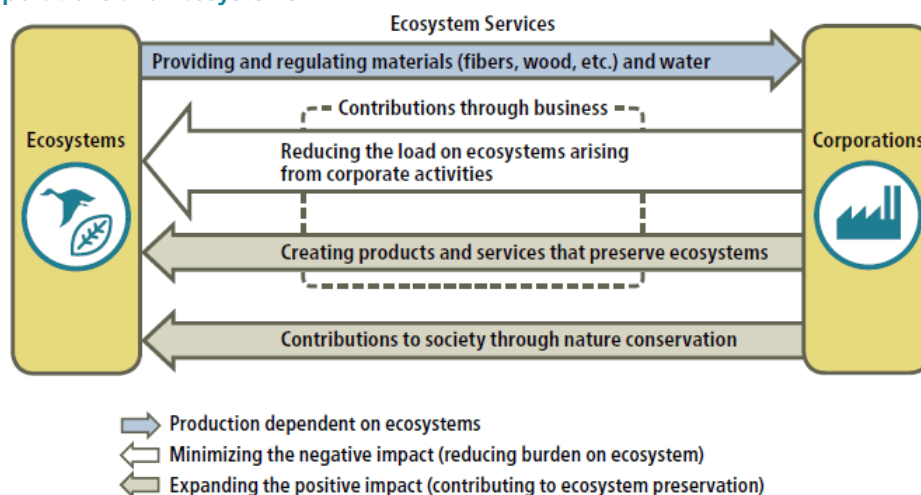 Ecosystem Services
Providing and regulating materials (fibers, wood, etc.) and water
Contributions through business
Ecosystems
Corporations
Reducing the load on ecosystems arising
from corporate activities
Creating products and services that preserve ecosystems
Contributions to society through nature conservation
Production dependent on ecosystems
Minimizing the negative impact (reducing burden on ecosystem)
Expanding the positive impact (contributing to ecosystem preservation)